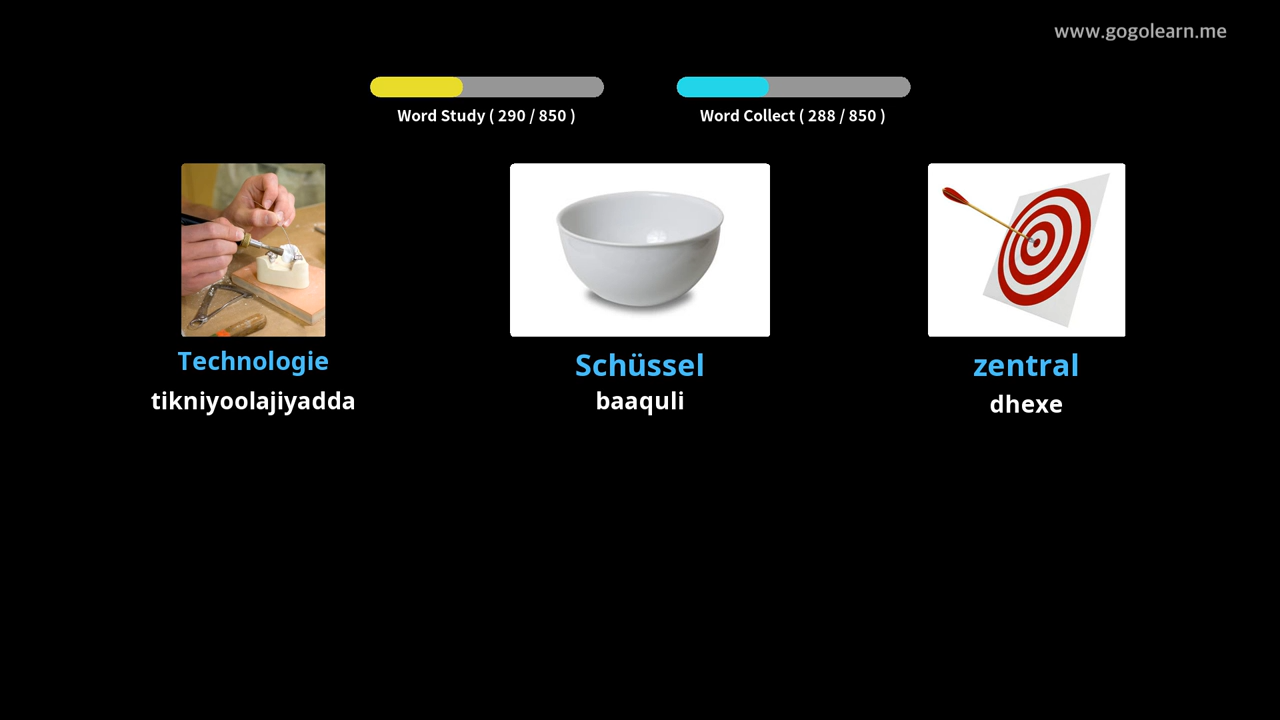 www.gogolearn.me
Word Study ( 290 / 850 )
Word Collect ( 288 / 850 )
Technologie
tikniyoolajiyadda
Schüssel
baaquli
zentral
dhexe